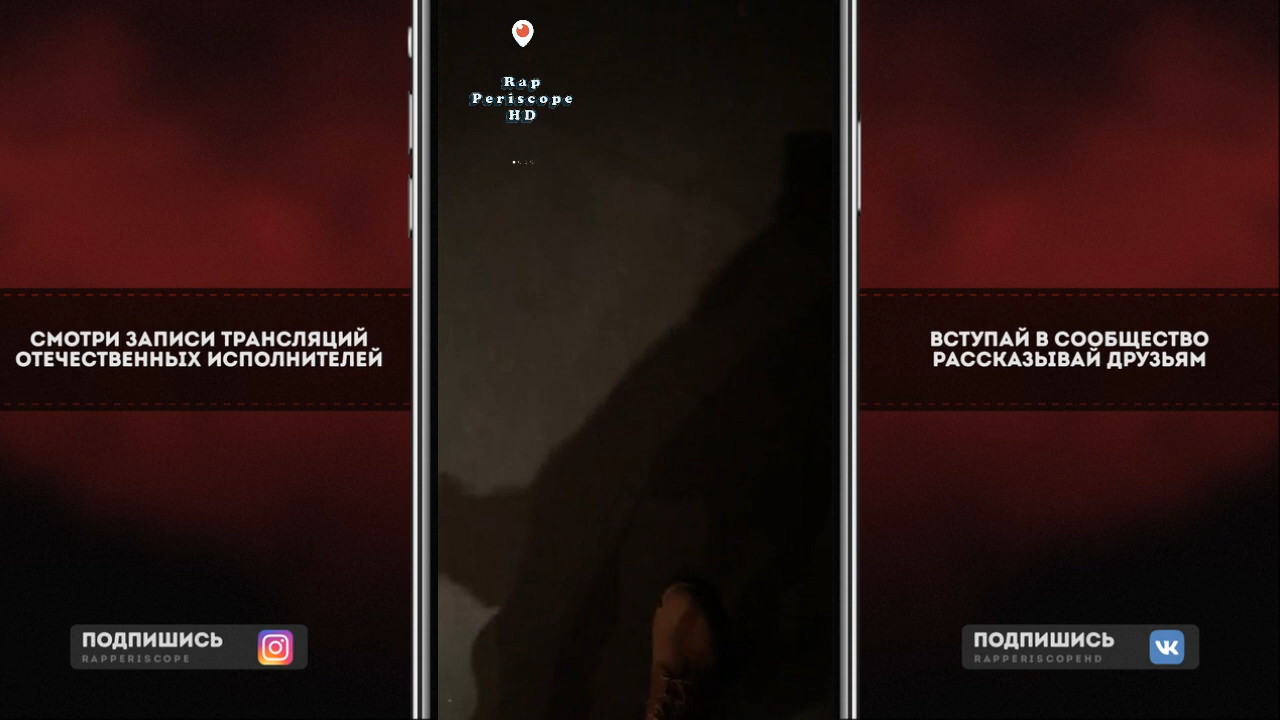 Rap
Periscope
HD
СМОТРИ ЗАПИСИ ТРАНСЛЯЦИЙ
ОТЕЧЕСТВЕННЫХ ИСПОЛНИТЕЛЕЙ
ВСТУПАЙ В СООБЩЕСТВО
РАССКАЗЫВАЙ ДРУЗЬЯМ
ПОДПИШИСЬ
RAPPERISCOPE
ПОДПИШИСЬ
RAPPERISCOPEHD